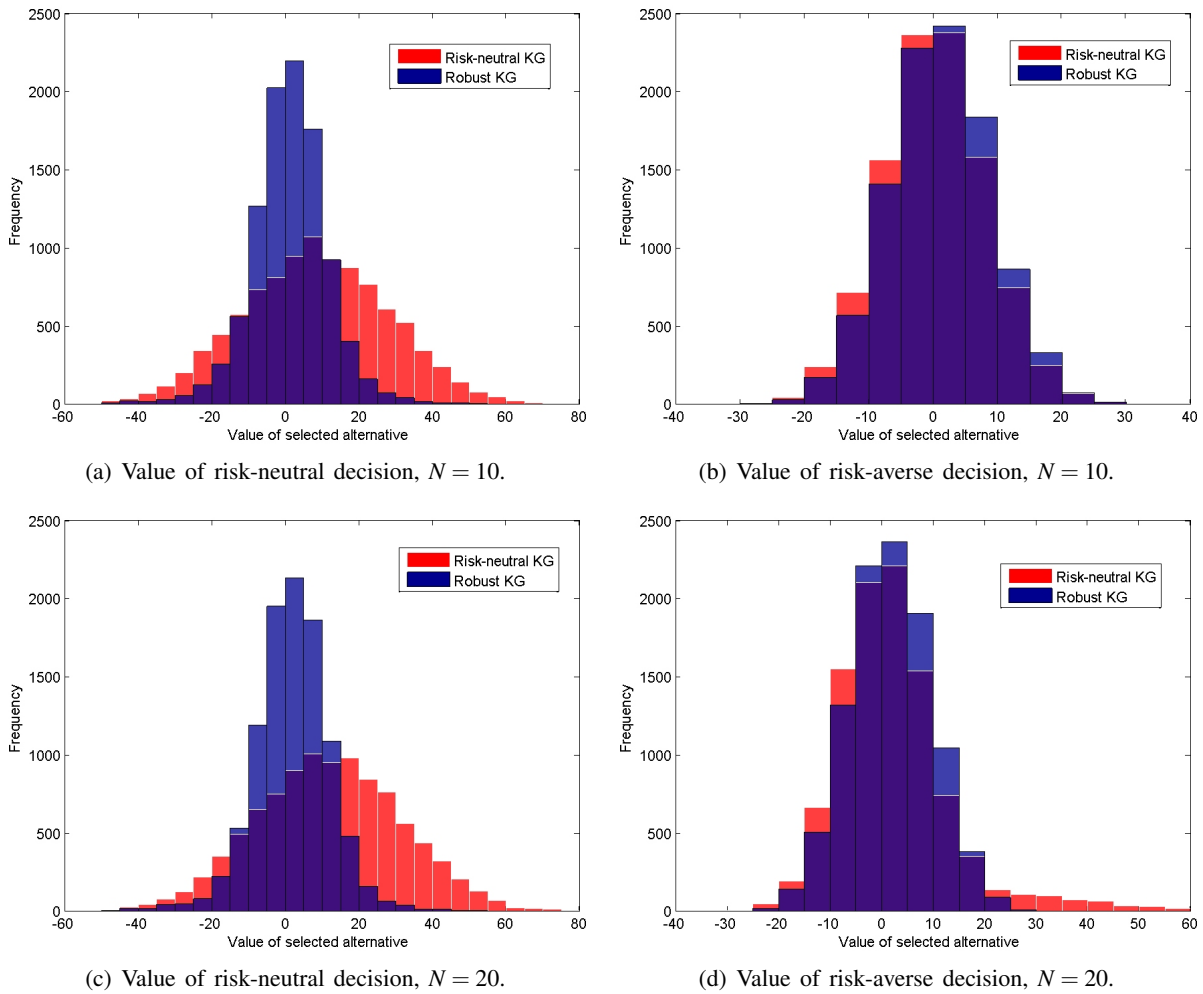 2500
2000
1500
1000
500
0
Frequency
Risk-neutral KG
Robust KG
-60 -40 -20 0 20 40 60 80
Value of selected alternative
(a) Value of risk-neutral decision, N = 10.
2500
2000
1500
1000
500
0
Frequency
Risk-neutral KG
Robust KG
-40 -30 -20 -10 0 10 20 30 40
Value of selected alternative
(b) Value of risk-averse decision, N = 10.
2500
2000
1500
1000
500
0
Frequency
Risk-neutral KG
Robust KG
-60 -40 -20 0 20 40 60 80
Value of selected alternative
(c) Value of risk-neutral decision, N = 20.
2500
2000
1500
1000
500
0
Frequency
Risk-neutral KG
Robust KG
-40 -30 -20 -10 0 10 20 30 40 50 60
Value of selected alternative
(d) Value of risk-averse decision, N = 20.